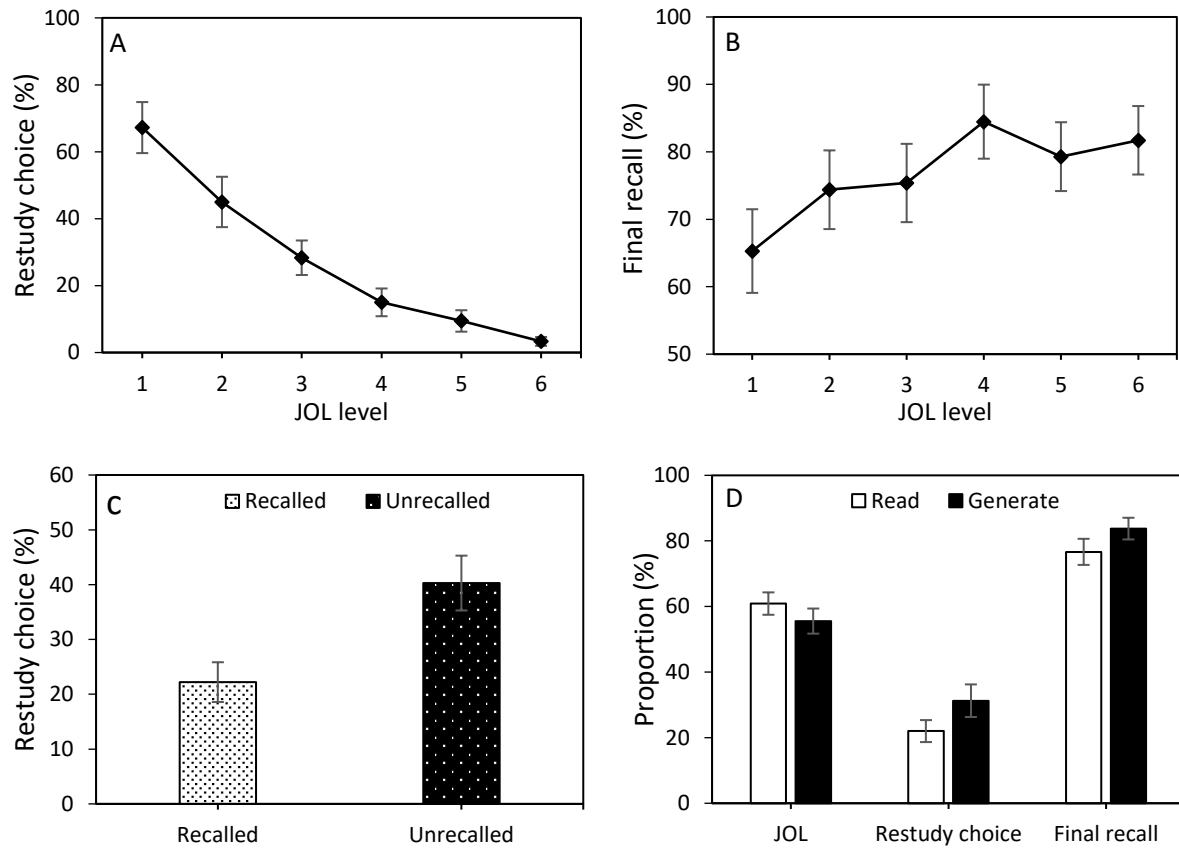 A
Restudy choice (%)
100
80
60
40
20
0
1 2 3 4 5 6
JOL level
B
Final recall (%)
100
90
80
70
60
50
1 2 3 4 5 6
JOL level
C
Restudy choice (%)
60
50
40
30
20
10
0
Recalled Unrecalled
Recalled Unrecalled
D
Proportion (%)
100
80
60
40
20
0
Read Generate
JOL Restudy choice Final recall